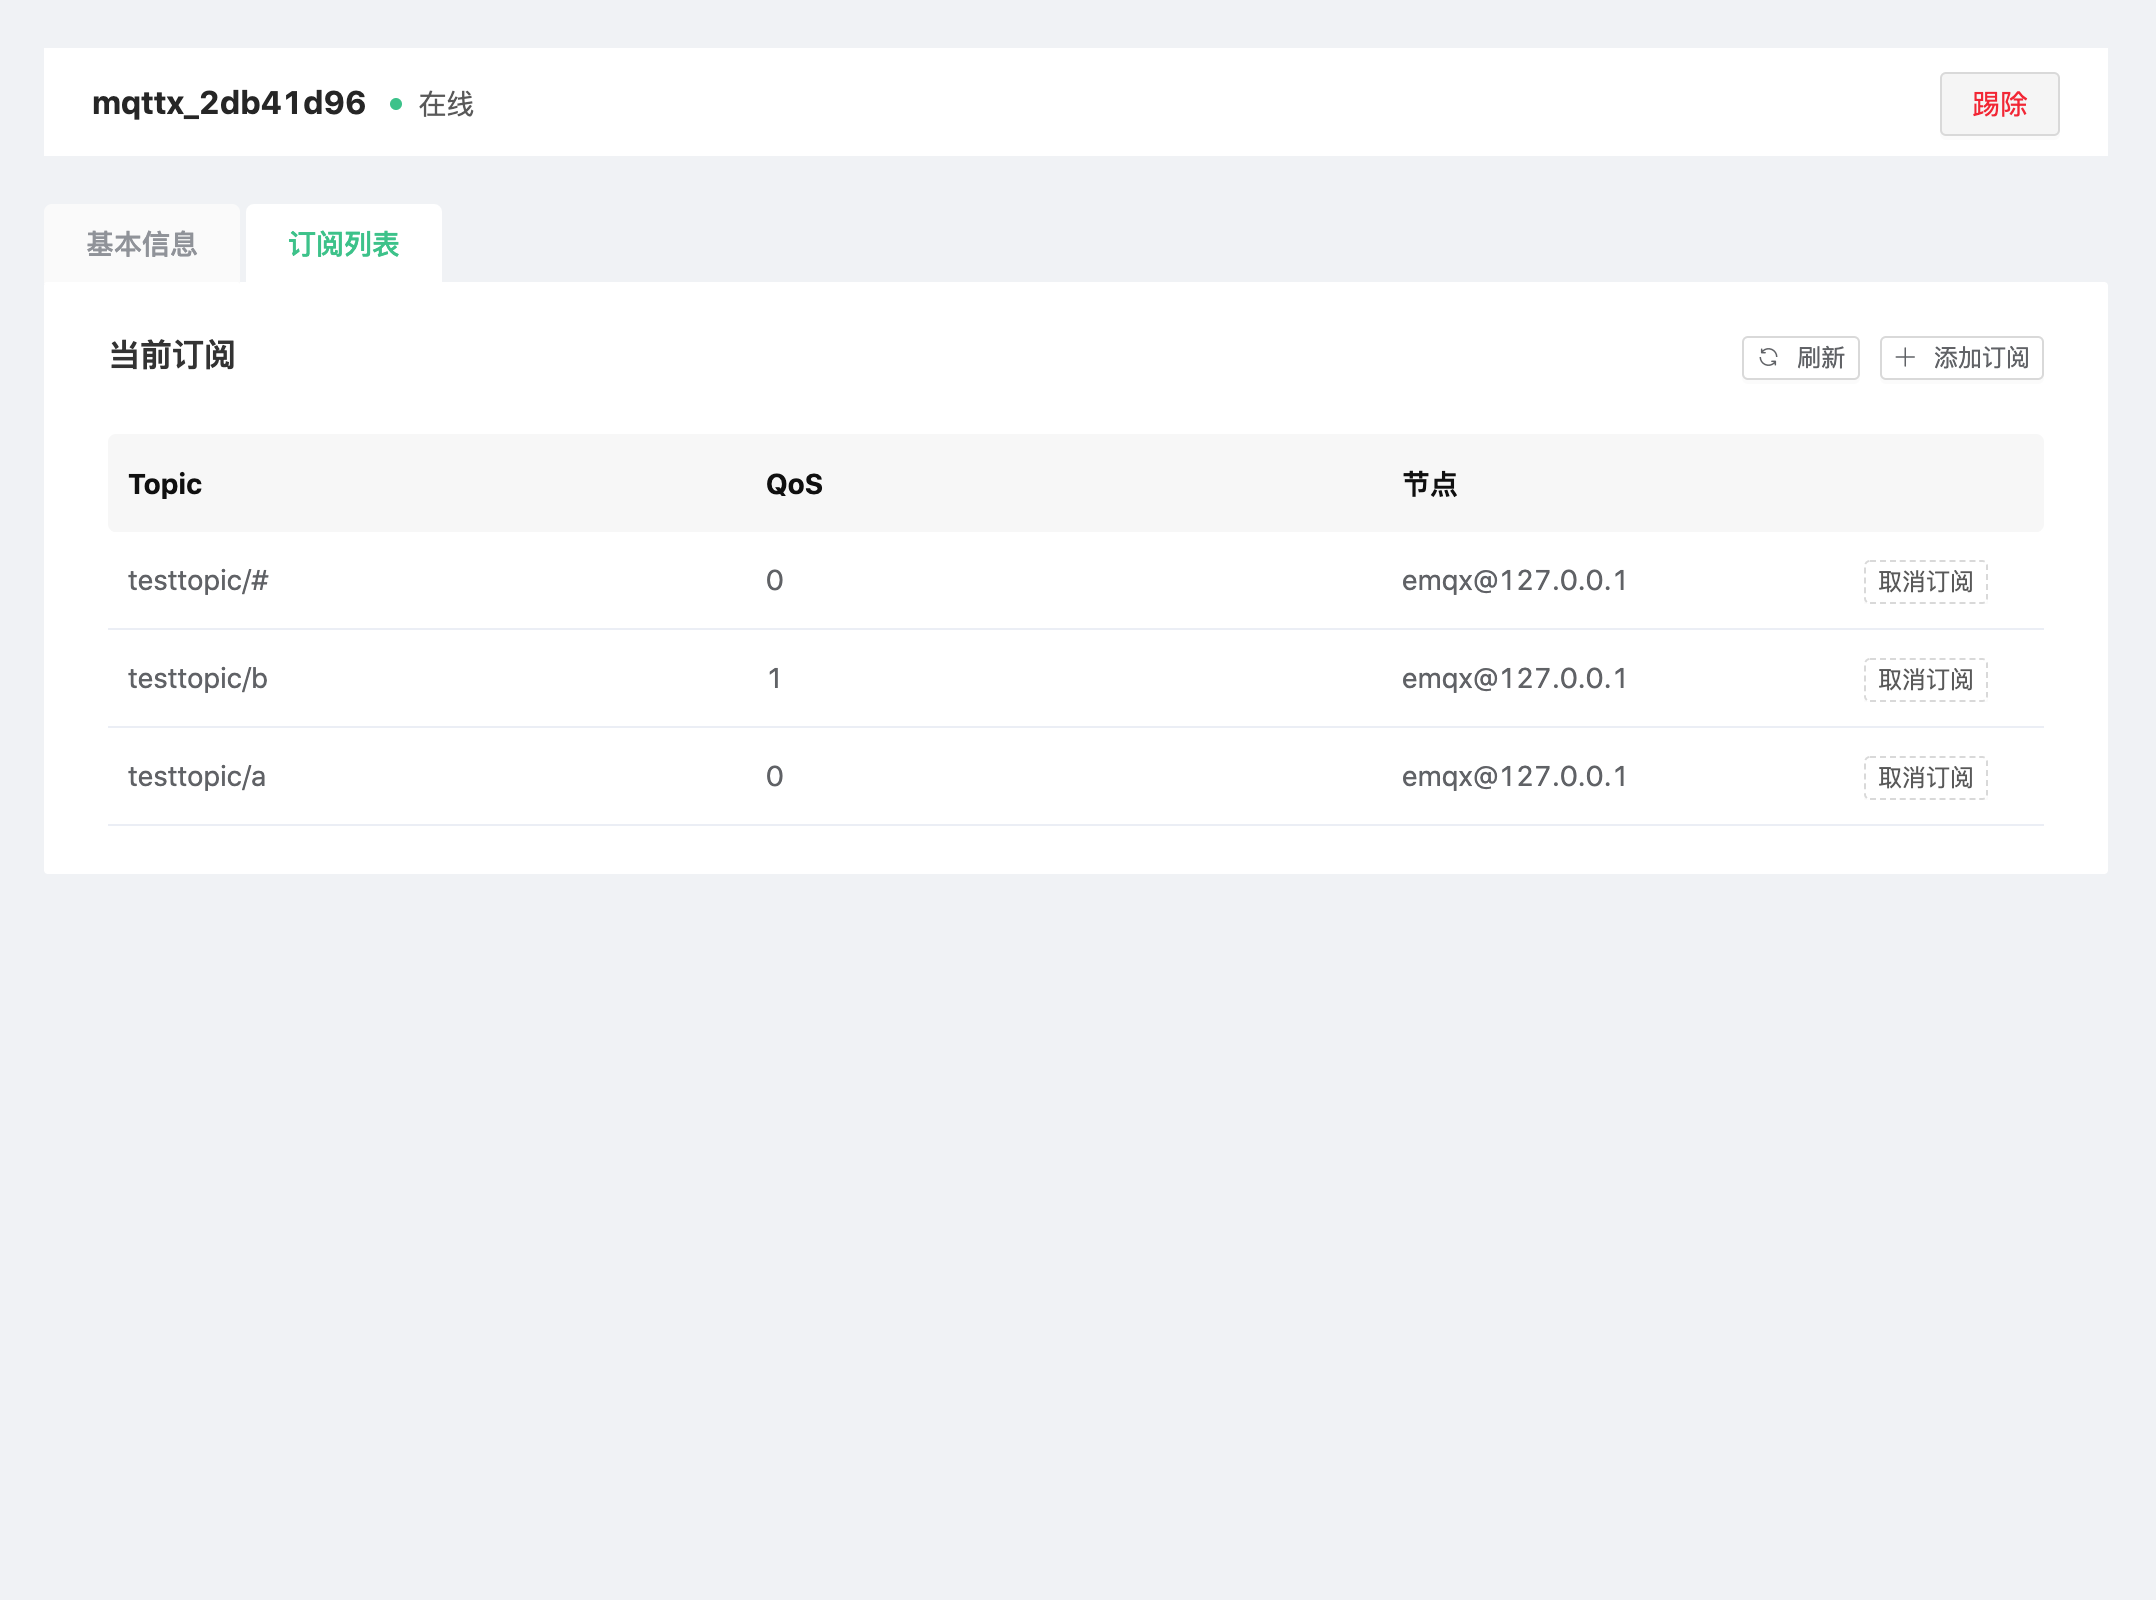 mqttx_2db41d96 在线 踢除
基本信息 订阅列表
当前订阅 刷新 添加订阅
Topic QoS 节点
testtopic/# 0 emqx@127.0.0.1 取消订阅
testtopic/b 1 emqx@127.0.0.1 取消订阅
testtopic/a 0 emqx@127.0.0.1 取消订阅